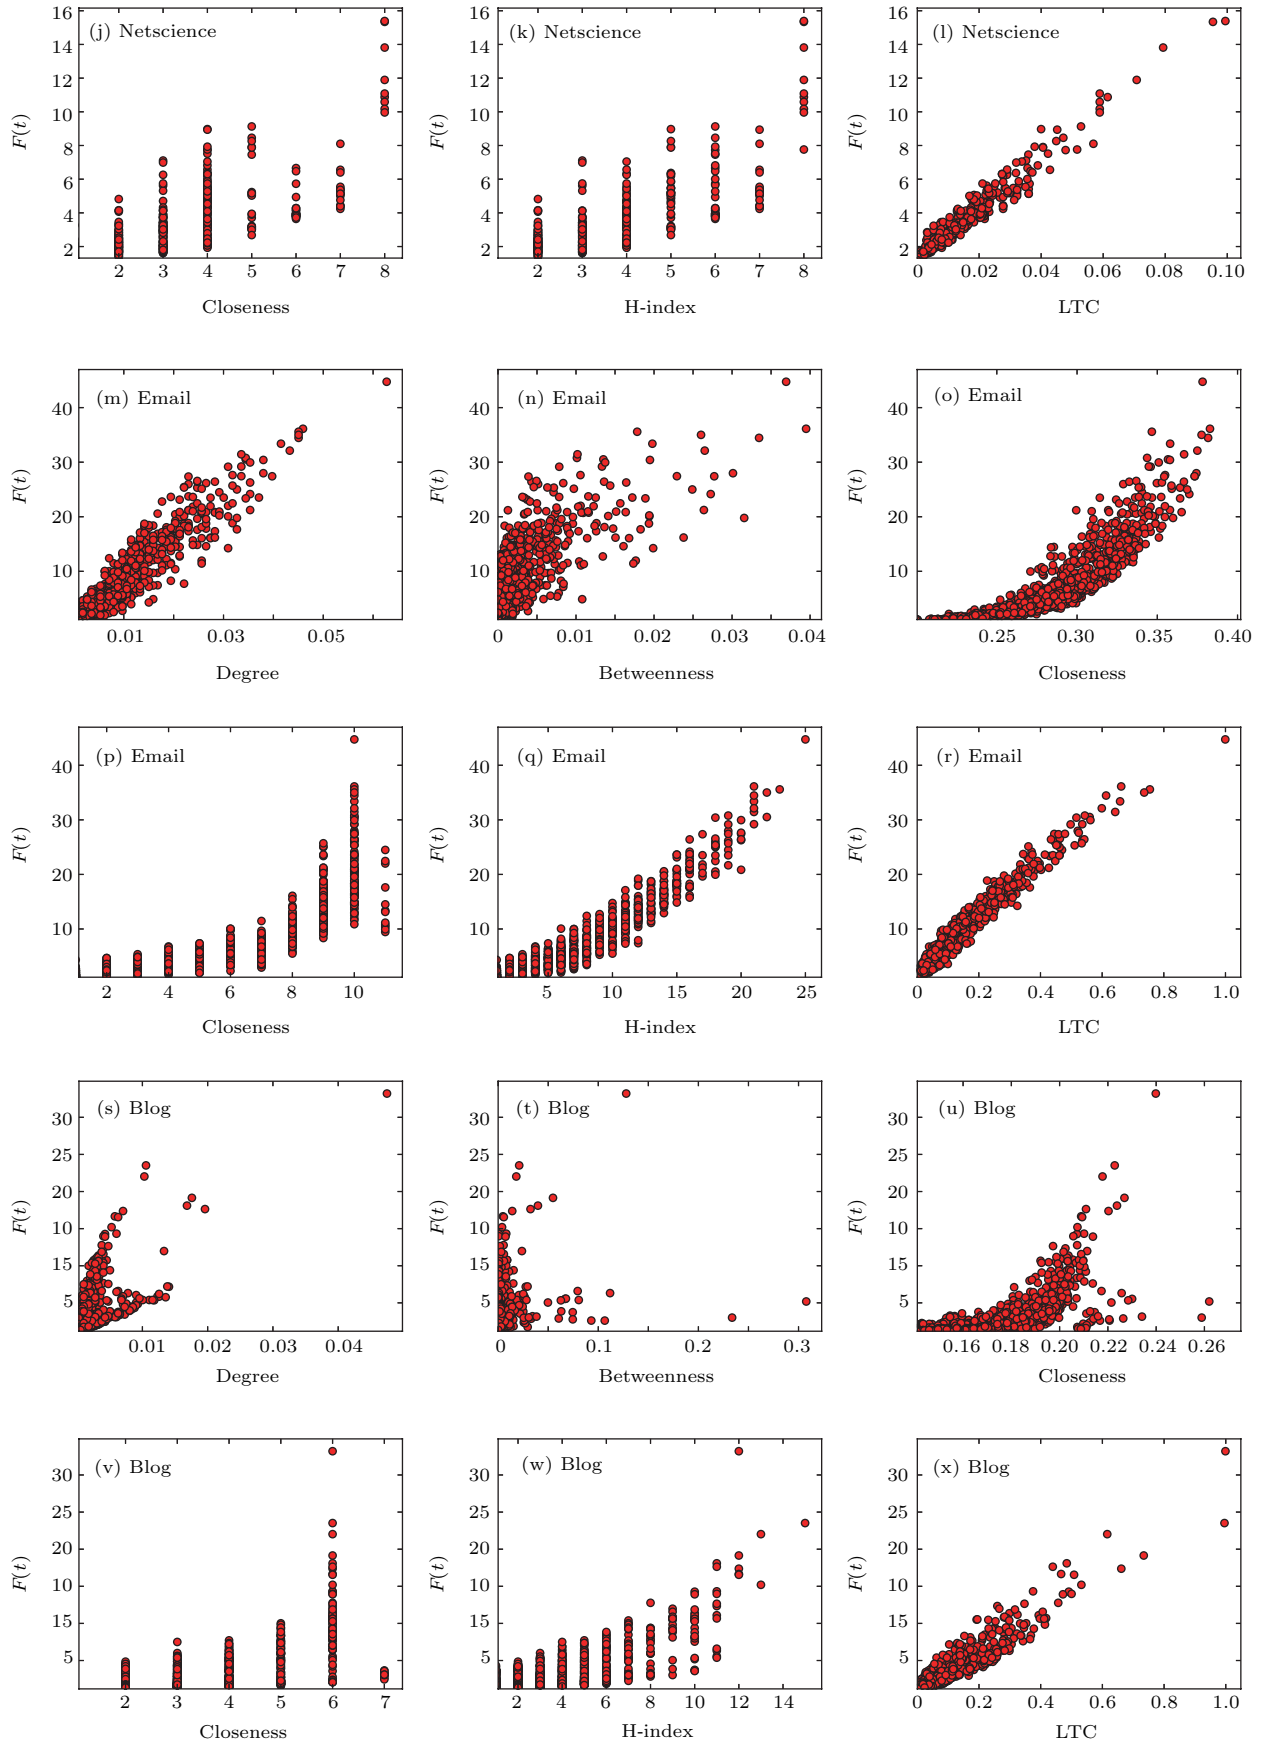 (j) Netscience
16
14
12
10
8
6
4
2
F(t)
2 3 4 5 6 7 8
Closeness
(k) Netscience
16
14
12
10
8
6
4
2
F(t)
2 3 4 5 6 7 8
H-index
(l) Netscience
16
14
12
10
8
6
4
2
F(t)
0 0.02 0.04 0.06 0.08 0.10
LTC
(m) Email
40
30
20
10
F(t)
0.01 0.03 0.05
Degree
(n) Email
40
30
20
10
F(t)
0 0.01 0.02 0.03 0.04
Betweenness
(o) Email
40
30
20
10
F(t)
0.25 0.30 0.35 0.40
Closeness
(p) Email
40
30
20
10
F(t)
2 4 6 8 10
Closeness
(q) Email
40
30
20
10
F(t)
5 10 15 20 25
H-index
(r) Email
40
30
20
10
F(t)
0 0.2 0.4 0.6 0.8 1.0
LTC
(s) Blog
30
25
20
10
15
5
F(t)
0.01 0.02 0.03 0.04
Degree
(t) Blog
30
25
20
10
15
5
F(t)
0 0.1 0.2 0.3
Betweenness
(u) Blog
30
25
20
10
15
5
F(t)
0.16 0.18 0.20 0.22 0.24 0.26
Closeness
(v) Blog
30
25
20
10
15
5
F(t)
2 3 4 5 6 7
Closeness
(w) Blog
30
25
20
10
15
5
F(t)
2 4 6 8 10 12 14
H-index
(x) Blog
30
25
20
10
15
5
F(t)
0 0.2 0.4 0.6 0.8 1.0
LTC